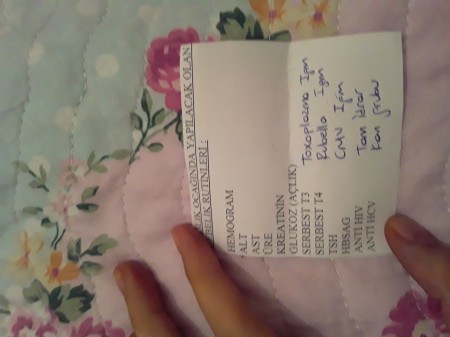 OCAĞINDA YAPILACAK OLAN
RUTİNLERİ :
HEMOGRAM
ALT
AST
ÜRE
KREATİNİN
GLUKOZ (AÇLIK)
SERBEST T3
SERBEST T4
TSH
HBSAG
ANTI HIV
ANTI HCV
Toxoplazma Igm
Rubella Igm
CMV Igm
Tam idrar
Kan grubu